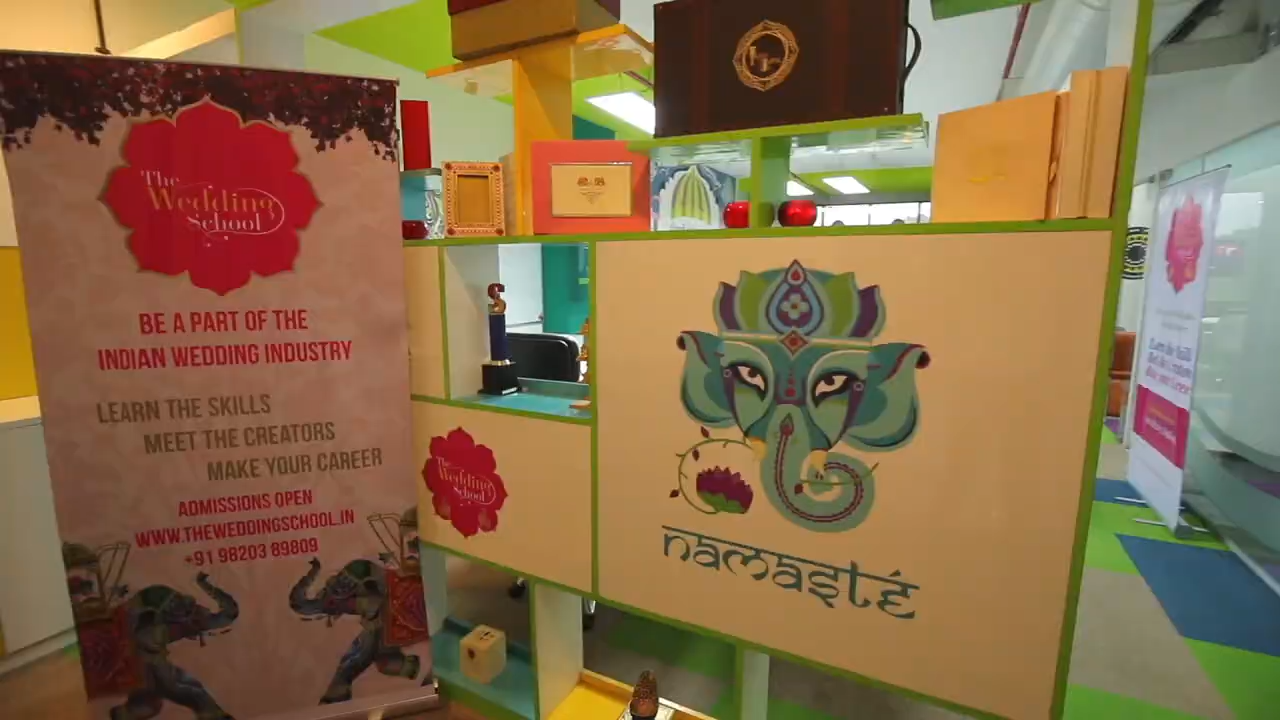 The
Wedding
School
BE A PART OF THE
INDIAN WEDDING INDUSTRY
LEARN THE SKILLS
MEET THE CREATORS
MAKE YOUR CAREER
ADMISSIONS OPEN
WWW.THEWEDDINGSCHOOL.IN
+91 98203 89809
The
Wedding
School
namasté